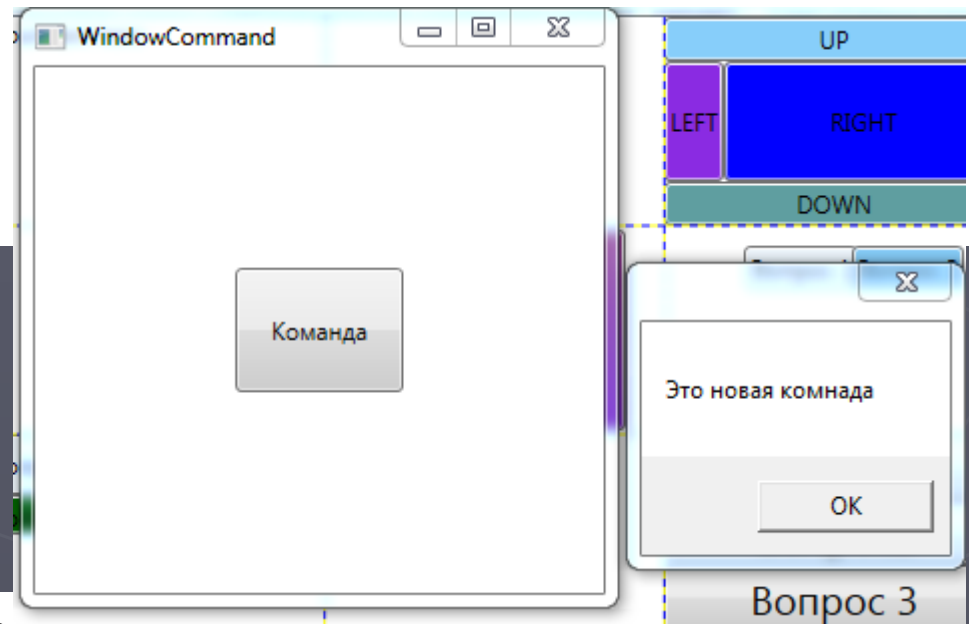 WindowCommand
Команда
UP
LEFT
RIGHT
DOWN
Это новая комнада
OK
Вопрос 3